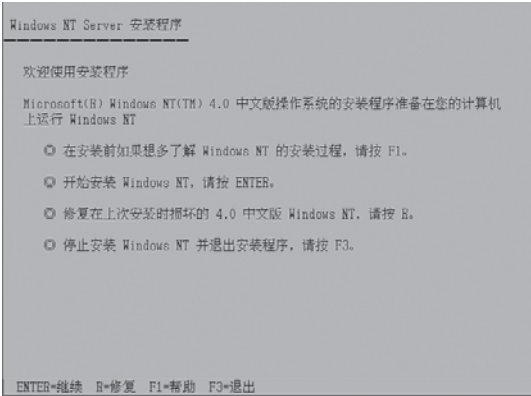 Windows NT Server 安装程序
欢迎使用安装程序
Microsoft(R) Windows NT(TM) 4.0 中文版操作系统的安装程序准备在您的计算机
上运行 Windows NT
◎ 在安装前如果想多了解 Windows NT 的安装过程, 请按 F1。
◎ 开始安装 Windows NT, 请按 ENTER。
◎ 修复在上次安装时损坏的 4.0 中文版 Windows NT, 请按 R。
◎ 停止安装 Windows NT 并退出安装程序, 请按 F3。
ENTER=继续 R=修复 F1=帮助 F3=退出